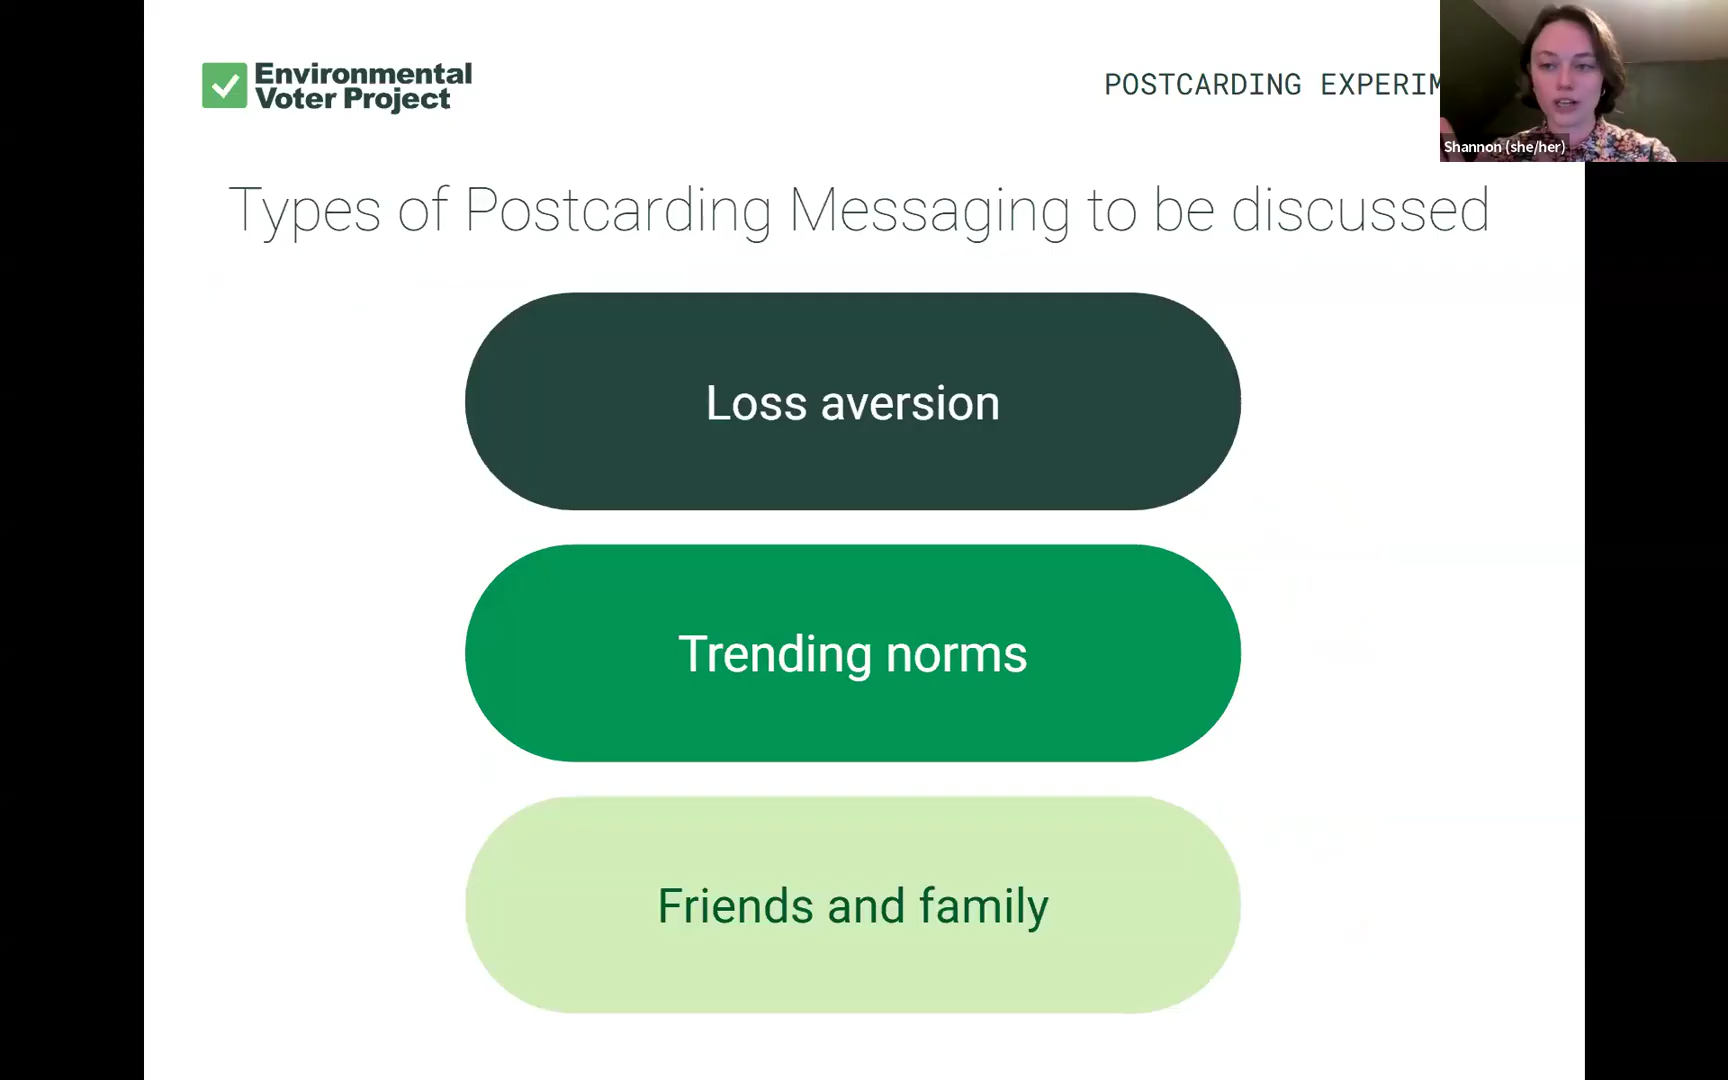 Environmental
Voter Project
POSTCARDING EXPERIM
Shannon (she/her)
Types of Postcarding Messaging to be discussed
Loss aversion
Trending norms
Friends and family